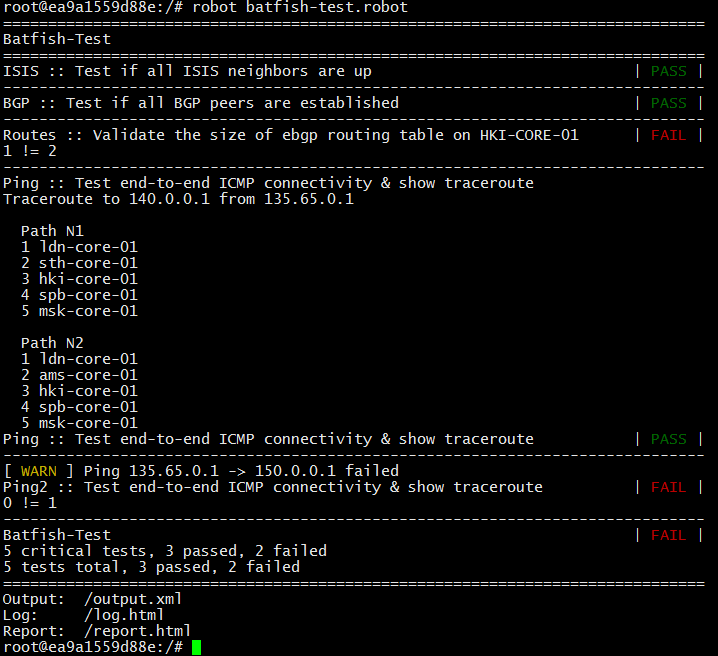 root@ea9a1559d88e:/# robot batfish-test.robot
==============================================================================
Batfish-Test
==============================================================================
ISIS :: Test if all ISIS neighbors are up                             | PASS |
------------------------------------------------------------------------------
BGP :: Test if all BGP peers are established                          | PASS |
------------------------------------------------------------------------------
Routes :: Validate the size of ebgp routing table on HKI-CORE-01      | FAIL |
1 != 2
------------------------------------------------------------------------------
Ping :: Test end-to-end ICMP connectivity & show traceroute
Traceroute to 140.0.0.1 from 135.65.0.1

  Path N1
  1 ldn-core-01
  2 sth-core-01
  3 hki-core-01
  4 spb-core-01
  5 msk-core-01

  Path N2
  1 ldn-core-01
  2 ams-core-01
  3 hki-core-01
  4 spb-core-01
  5 msk-core-01
Ping :: Test end-to-end ICMP connectivity & show traceroute           | PASS |
------------------------------------------------------------------------------
[ WARN ] Ping 135.65.0.1 -> 150.0.0.1 failed
Ping2 :: Test end-to-end ICMP connectivity & show traceroute          | FAIL |
0 != 1
------------------------------------------------------------------------------
Batfish-Test                                                          | FAIL |
5 critical tests, 3 passed, 2 failed
5 tests total, 3 passed, 2 failed
==============================================================================
Output:  /output.xml
Log:     /log.html
Report:  /report.html
root@ea9a1559d88e:/#